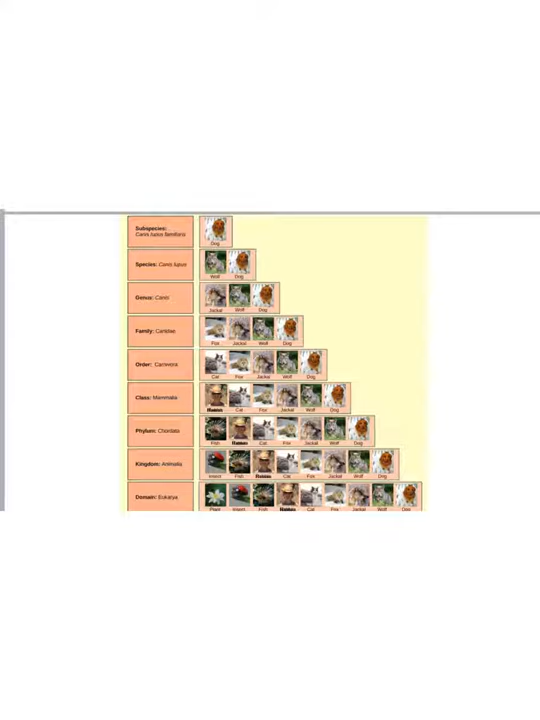 Subspecies:
Canis lupus familiaris
Dog
Species: Canis lupus
Wolf Dog
Genus: Canis
Jackal Wolf Dog
Family: Canidae
Fox Jackal Wolf Dog
Order: Carnivora
Cat Fox Jackal Wolf Dog
Class: Mammalia
Human Cat Fox Jackal Wolf Dog
Phylum: Chordata
Fish Human Cat Fox Jackal Wolf Dog
Kingdom: Animalia
Insect Fish Human Cat Fox Jackal Wolf Dog
Domain: Eukarya
Plant Insect Fish Human Cat Fox Jackal Wolf Dog